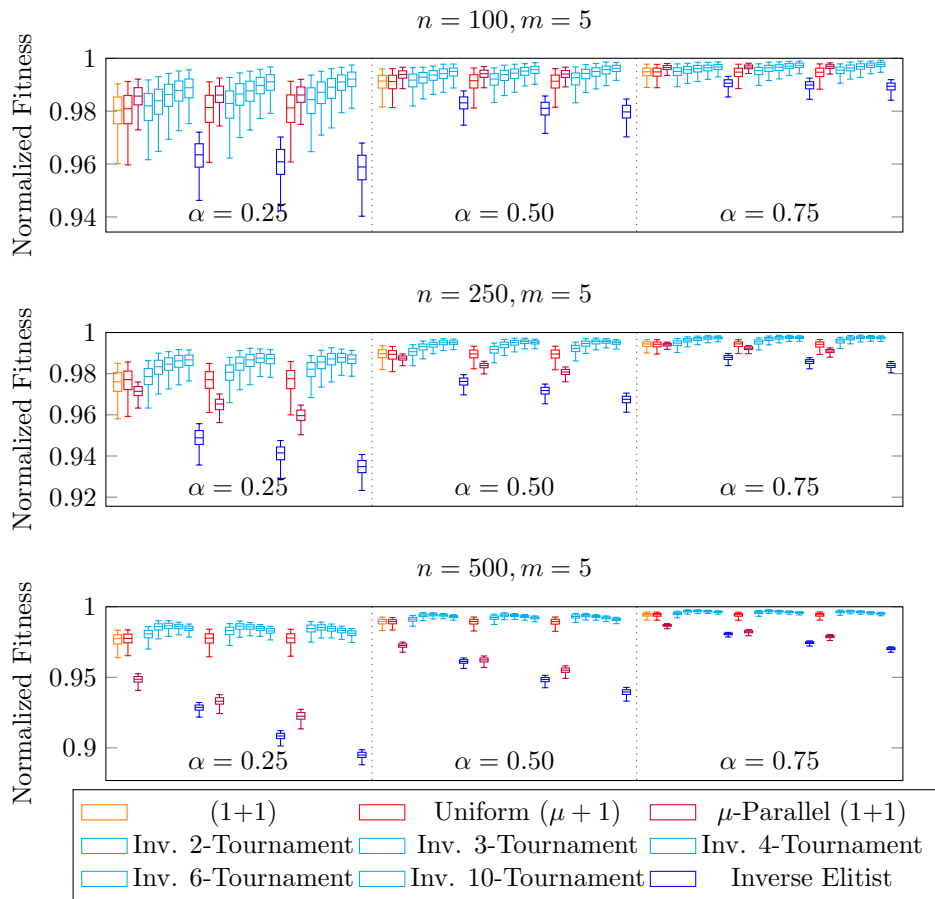 n = 100, m = 5
Normalized Fitness
1
0.98
0.96
0.94
α = 0.25
α = 0.50
α = 0.75
n = 250, m = 5
Normalized Fitness
1
0.98
0.96
0.94
0.92
α = 0.25
α = 0.50
α = 0.75
n = 500, m = 5
Normalized Fitness
1
0.95
0.9
α = 0.25
α = 0.50
α = 0.75
(1+1) Uniform (μ + 1) μ-Parallel (1+1)
Inv. 2-Tournament Inv. 3-Tournament Inv. 4-Tournament
Inv. 6-Tournament Inv. 10-Tournament Inverse Elitist